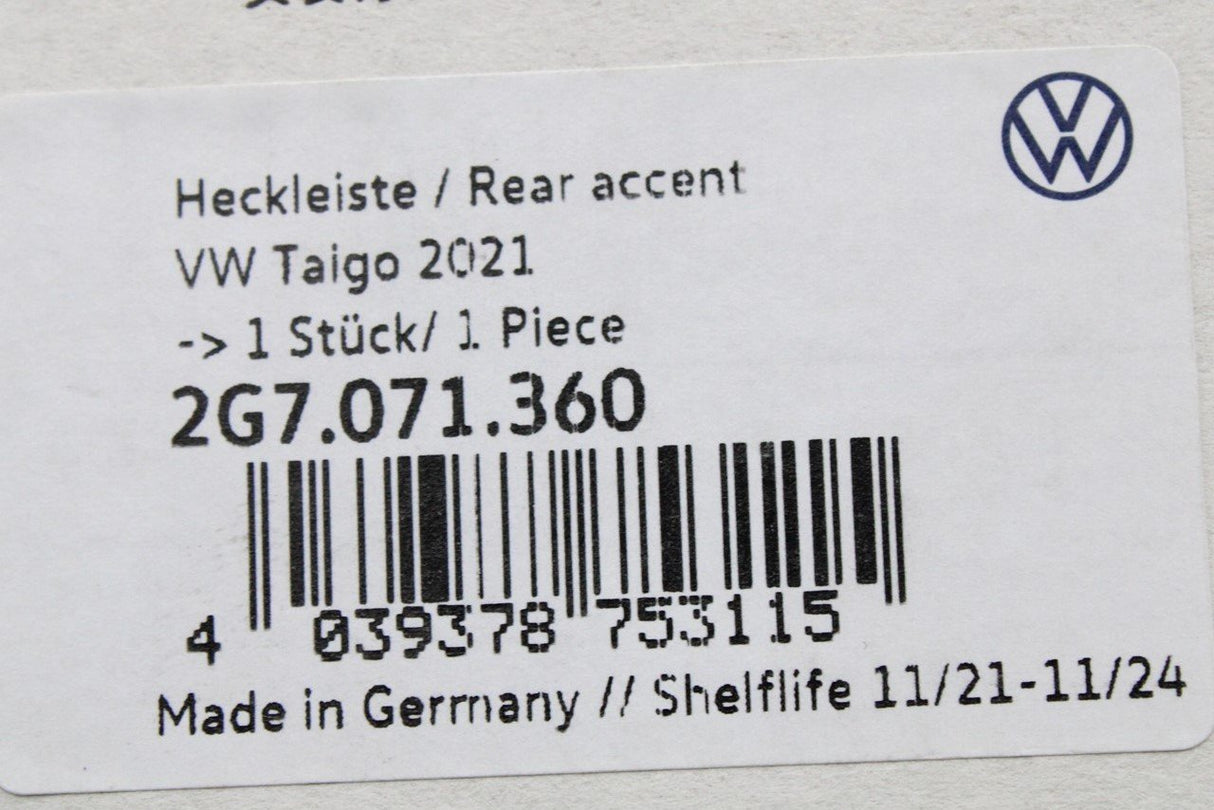 Heckleiste / Rear accent
VW Taigo 2021
-> 1 Stück/ 1 Piece
2G7.071.360
4 039378 753115
Made in Germany // Shelflife 11/21-11/24